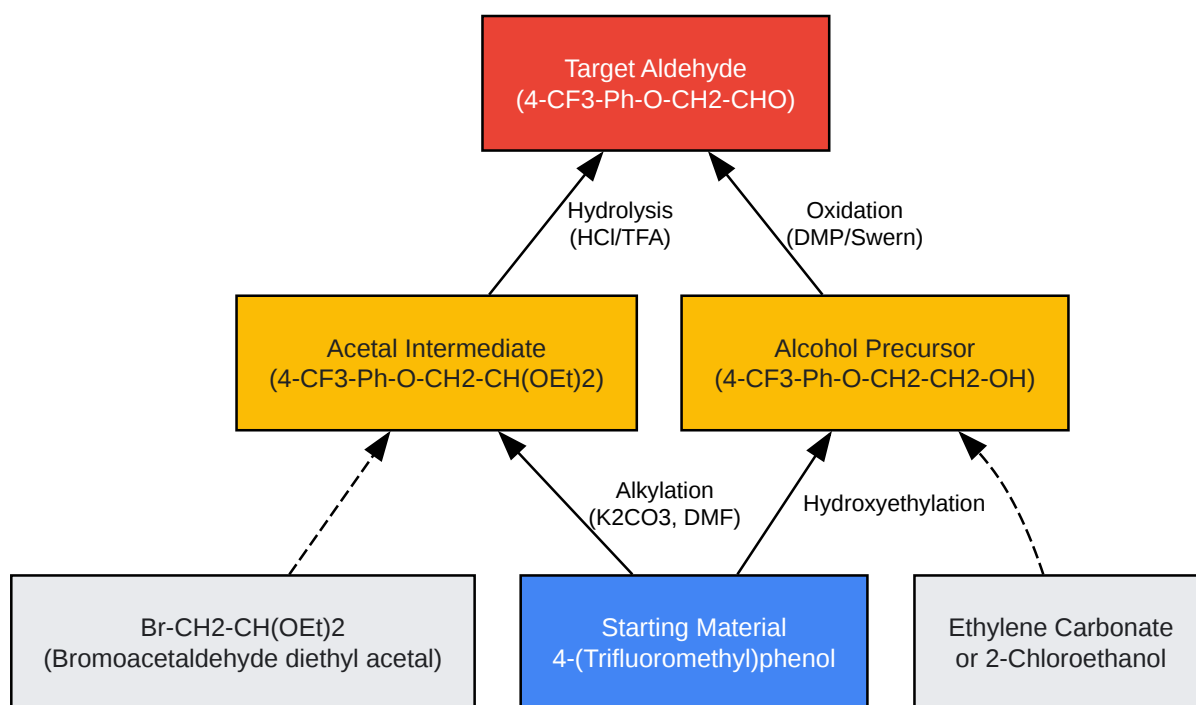 Target Aldehyde
(4-CF3-Ph-O-CH2-CHO)
Hydrolysis
(HCl/TFA)
Oxidation
(DMP/Swern)
Acetal Intermediate
(4-CF3-Ph-O-CH2-CH(OEt)2)
Alcohol Precursor
(4-CF3-Ph-O-CH2-CH2-OH)
Alkylation
(K2CO3, DMF)
Hydroxyethylation
Br-CH2-CH(OEt)2
(Bromoacetaldehyde diethyl acetal)
Starting Material
4-(Trifluoromethyl)phenol
Ethylene Carbonate
or 2-Chloroethanol